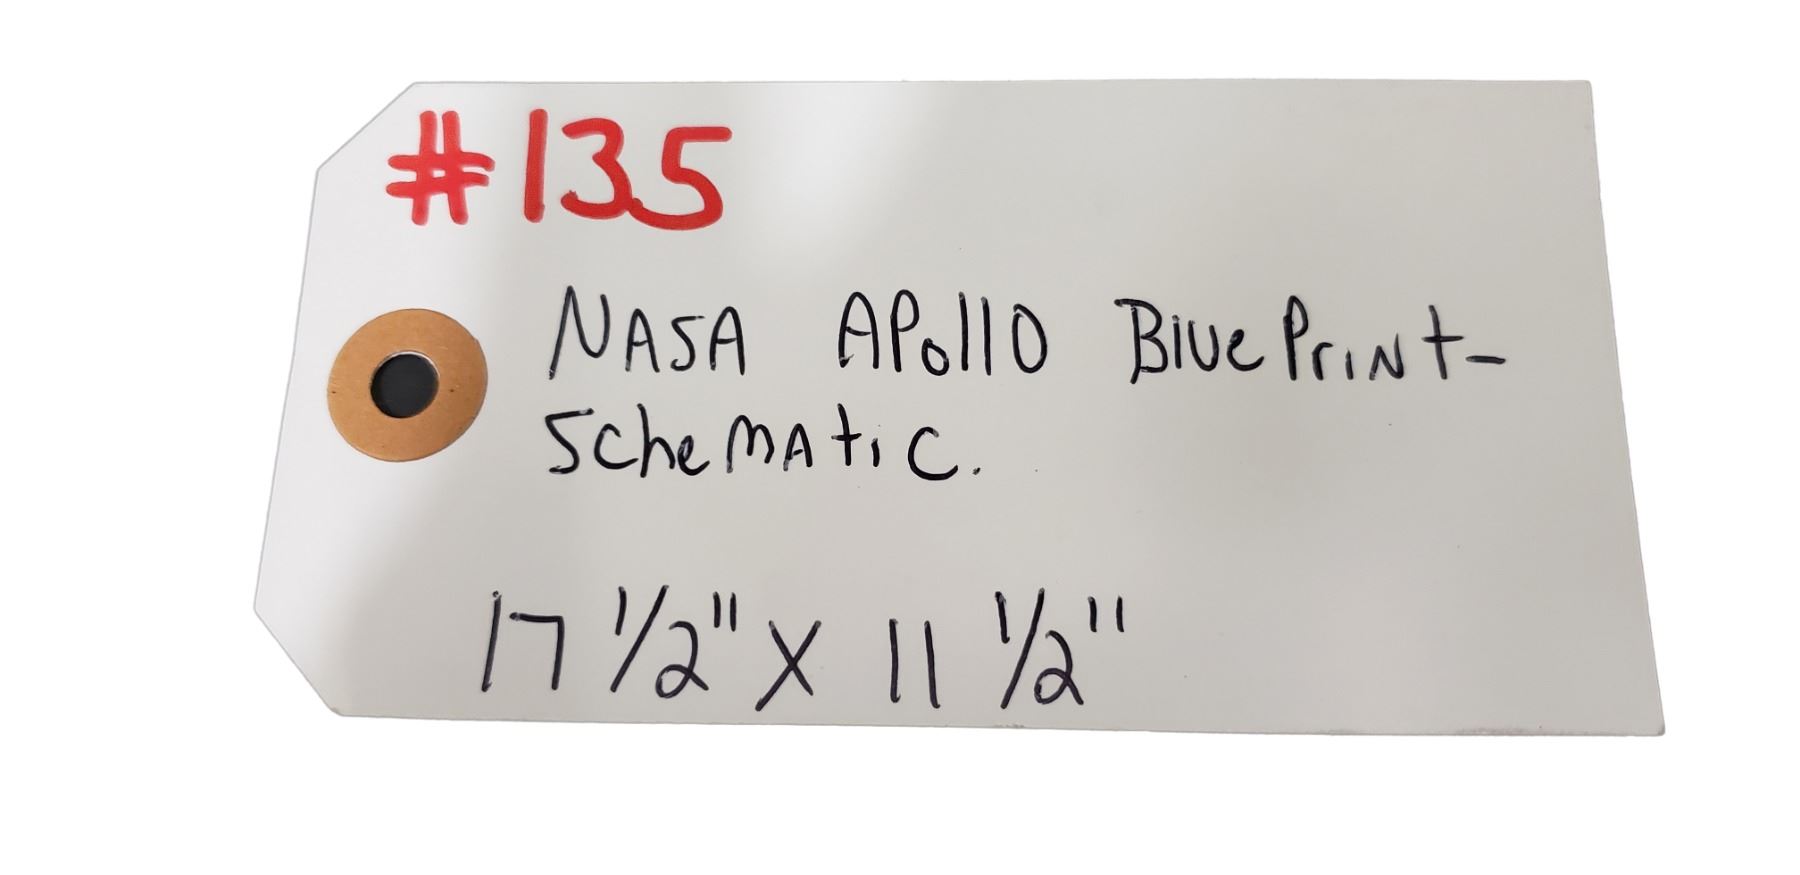 #135
NASA APollO BluePrint-
ScheMAtic.
17 1/2" X 11 1/2"